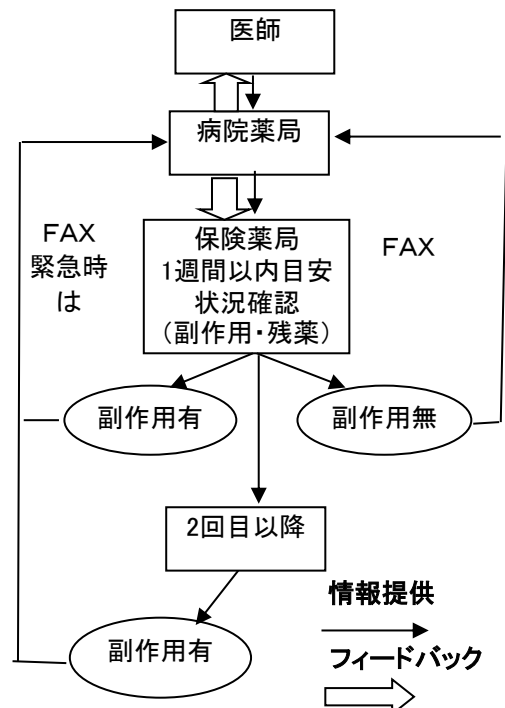 医師
病院薬局
保険薬局
1週間以内目安
状況確認
（副作用・残薬）
FAX
緊急時
は
FAX
副作用有
副作用無
2回目以降
副作用有
情報提供
フィードバック